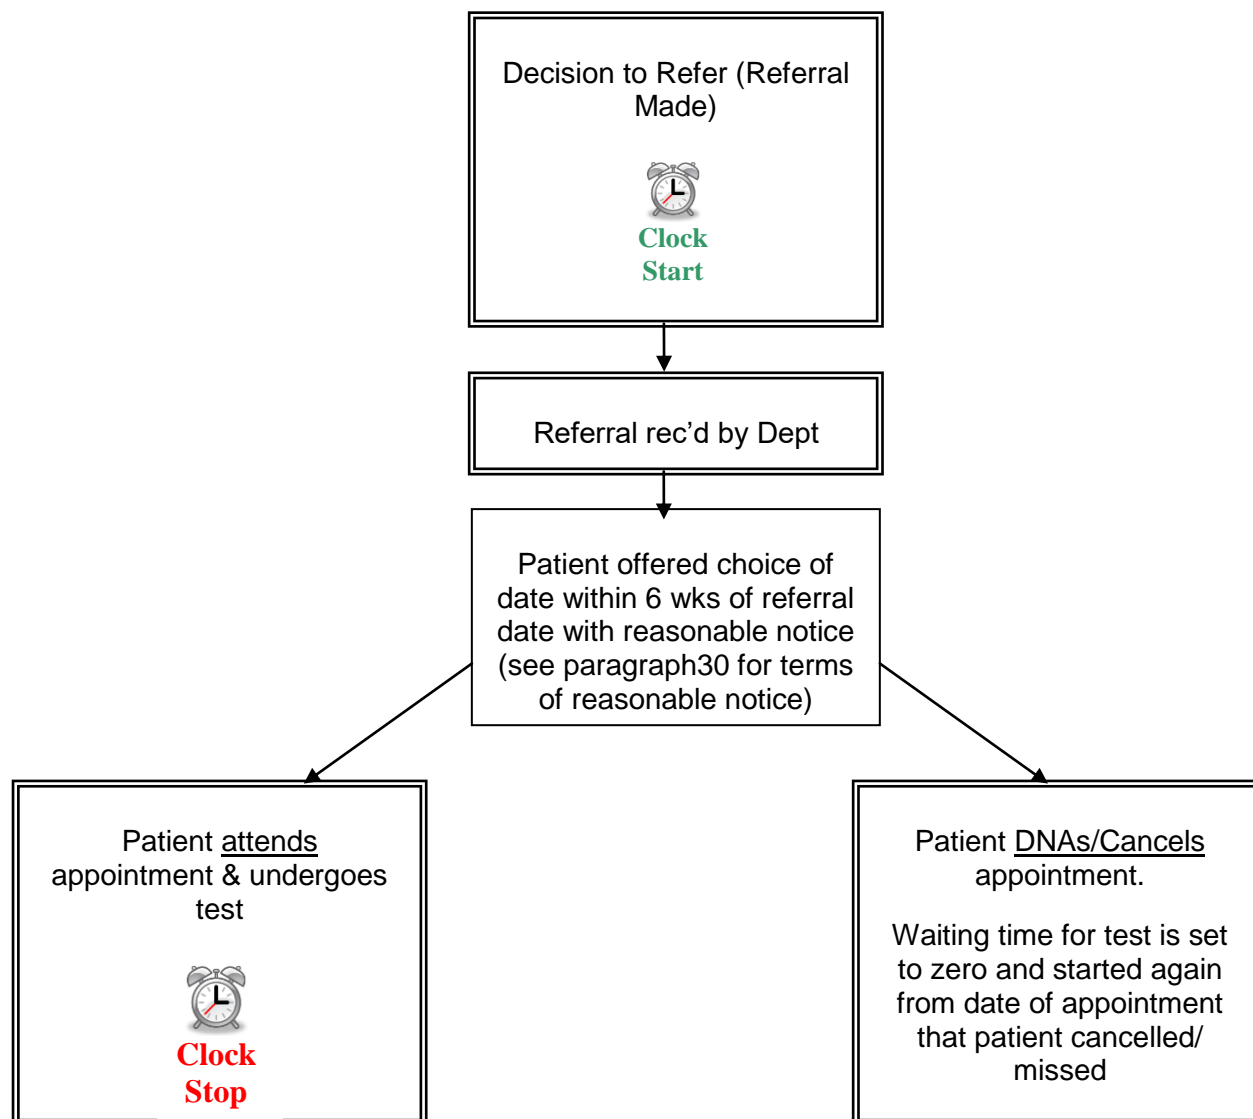 Decision to Refer (Referral
Made)
Clock
Start
Referral rec’d by Dept
Patient offered choice of
date within 6 wks of referral
date with reasonable notice
(see paragraph30 for terms
of reasonable notice)
Patient attends
appointment & undergoes
test
Clock
Stop
Patient DNAs/Cancels
appointment.
Waiting time for test is set
to zero and started again
from date of appointment
that patient cancelled/
missed